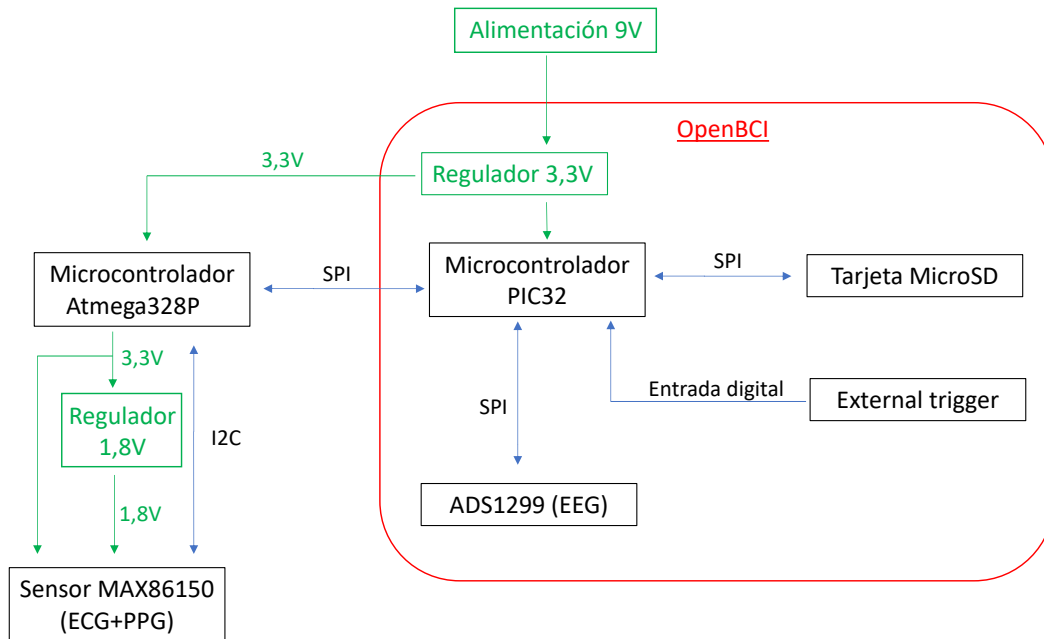 Alimentación 9V
OpenBCI
3,3V
Regulador 3,3V
Microcontrolador
Atmega328P
SPI
Microcontrolador
PIC32
SPI
Tarjeta MicroSD
3,3V
Regulador
1,8V
I2C
SPI
Entrada digital
External trigger
1,8V
ADS1299 (EEG)
Sensor MAX86150
(ECG+PPG)